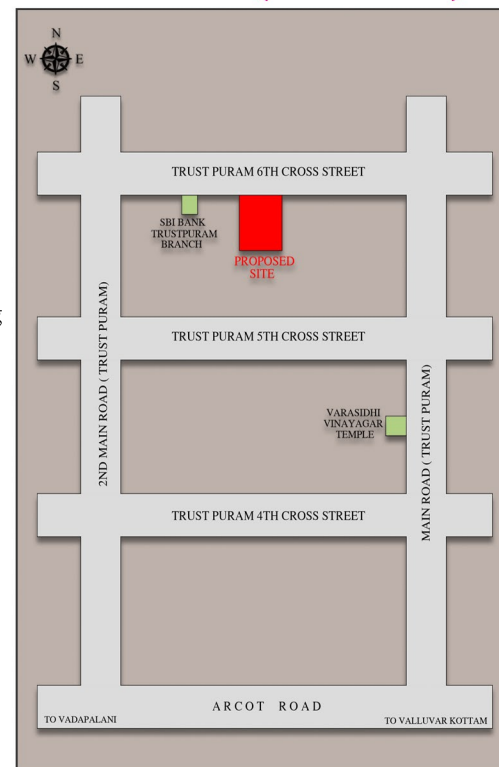 N
W E
S
TRUST PURAM 6TH CROSS STREET
SBI BANK
TRUSTPURAM
BRANCH
PROPOSED
SITE
TRUST PURAM 5TH CROSS STREET
2ND MAIN ROAD ( TRUST PURAM)
VARASIDHI
VINAYAGAR
TEMPLE
MAIN ROAD ( TRUST PURAM)
TRUST PURAM 4TH CROSS STREET
ARCOT ROAD
TO VADAPALANI
TO VALLUVAR KOTTAM